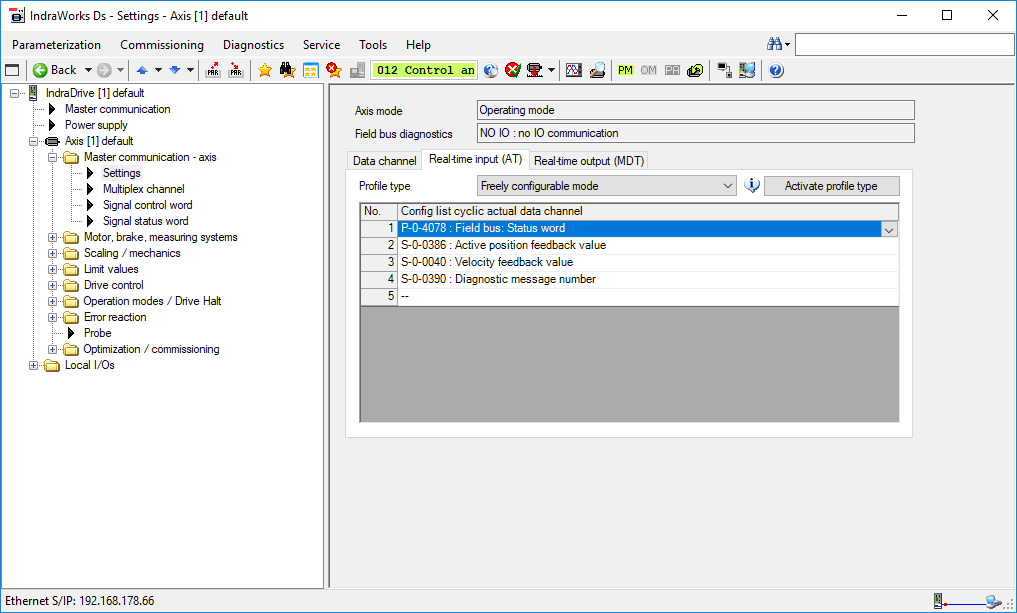 IndraWorks Ds - Settings - Axis [1] default
Parameterization Commissioning Diagnostics Service Tools Help
Back PAR PAR 012 Control an PM OM
IndraDrive [1] default
Master communication
Power supply
Axis [1] default
Master communication - axis
Settings
Multiplex channel
Signal control word
Signal status word
Motor, brake, measuring systems
Scaling / mechanics
Limit values
Drive control
Operation modes / Drive Halt
Error reaction
Probe
Optimization / commissioning
Local I/Os
Axis mode Operating mode
Field bus diagnostics NO IO : no IO communication
Data channel Real-time input (AT) Real-time output (MDT)
Profile type Freely configurable mode Activate profile type
No. Config list cyclic actual data channel
1 P-0-4078 : Field bus: Status word
2 S-0-0386 : Active position feedback value
3 S-0-0040 : Velocity feedback value
4 S-0-0390 : Diagnostic message number
5 --
Ethernet S/IP: 192.168.178.66